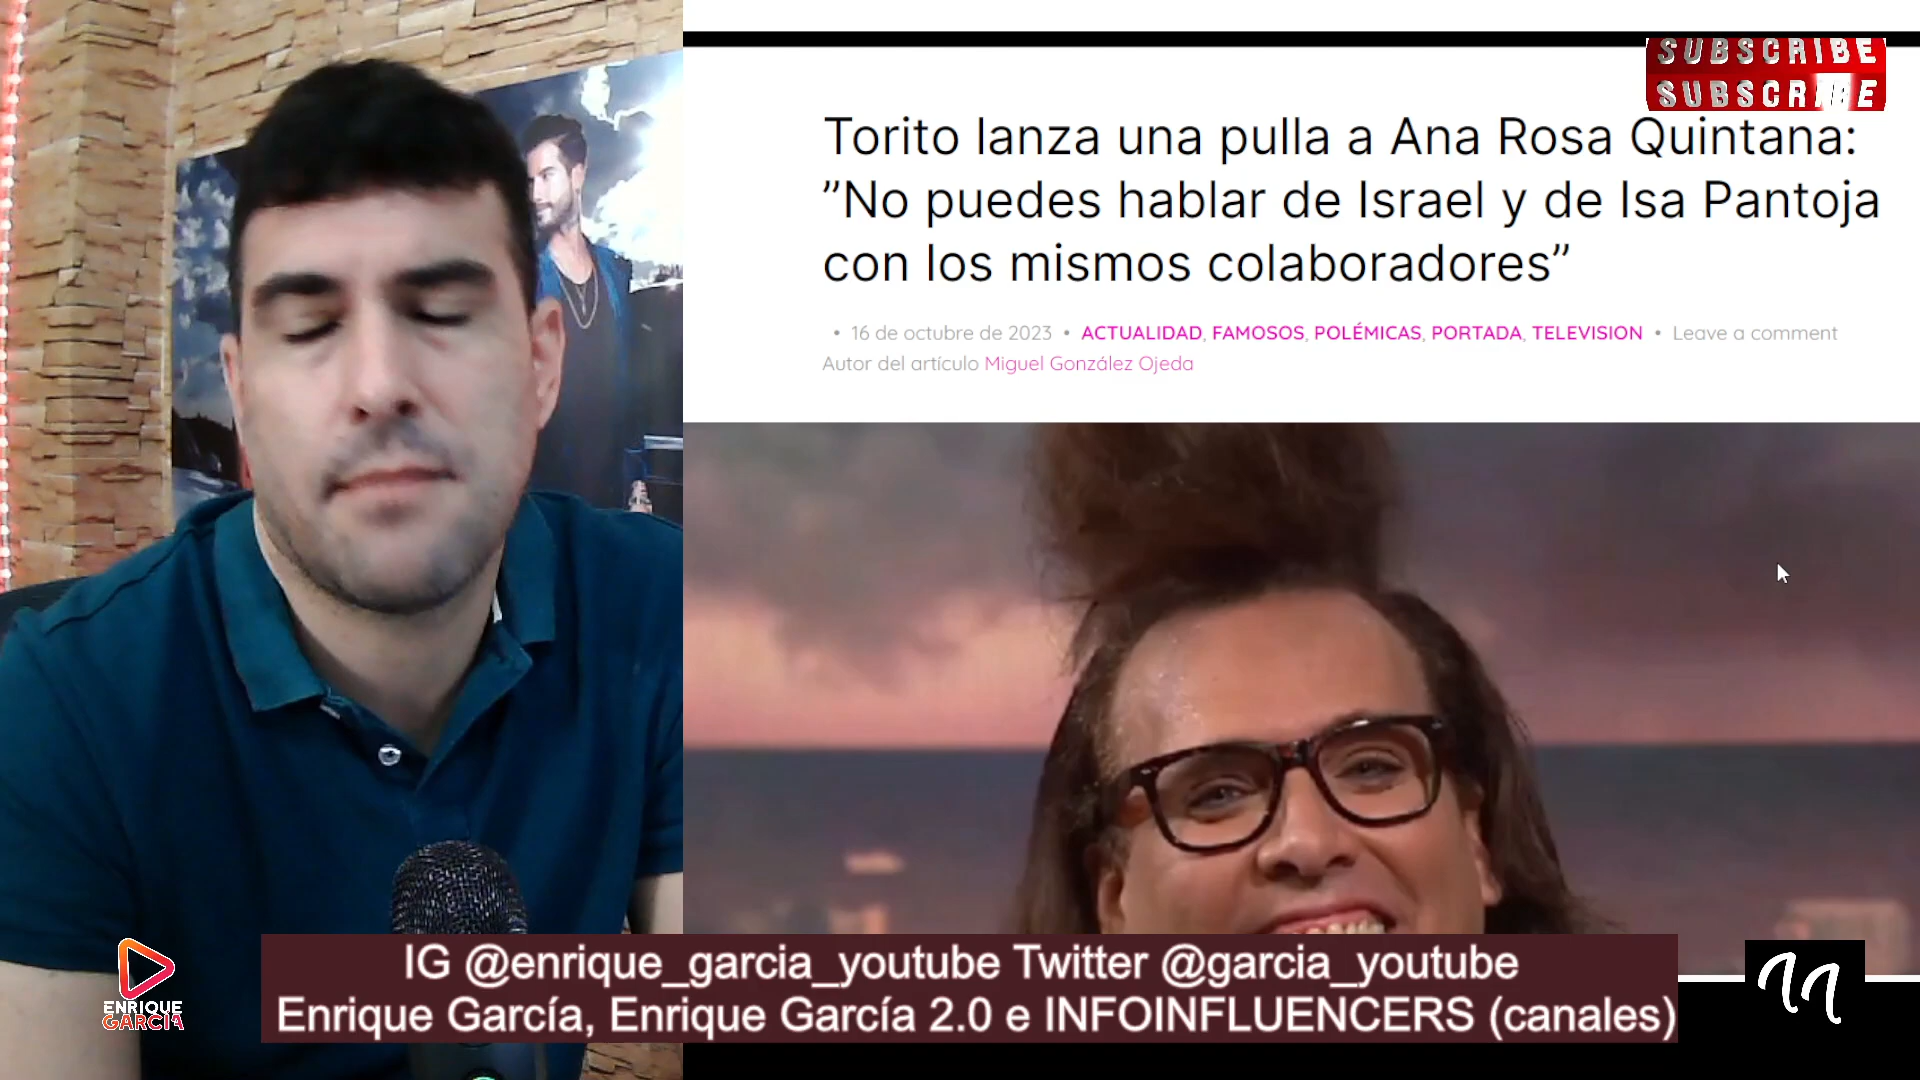 SUBSCRIBE
SUBSCRIBE
Torito lanza una pulla a Ana Rosa Quintana:
”No puedes hablar de Israel y de Isa Pantoja
con los mismos colaboradores”
• 16 de octubre de 2023 • ACTUALIDAD, FAMOSOS, POLÉMICAS, PORTADA, TELEVISION • Leave a comment
Autor del artículo Miguel González Ojeda
IG @enrique_garcia_youtube Twitter @garcia_youtube
Enrique García, Enrique García 2.0 e INFOINFLUENCERS (canales)
ENRIQUE
GARCIA